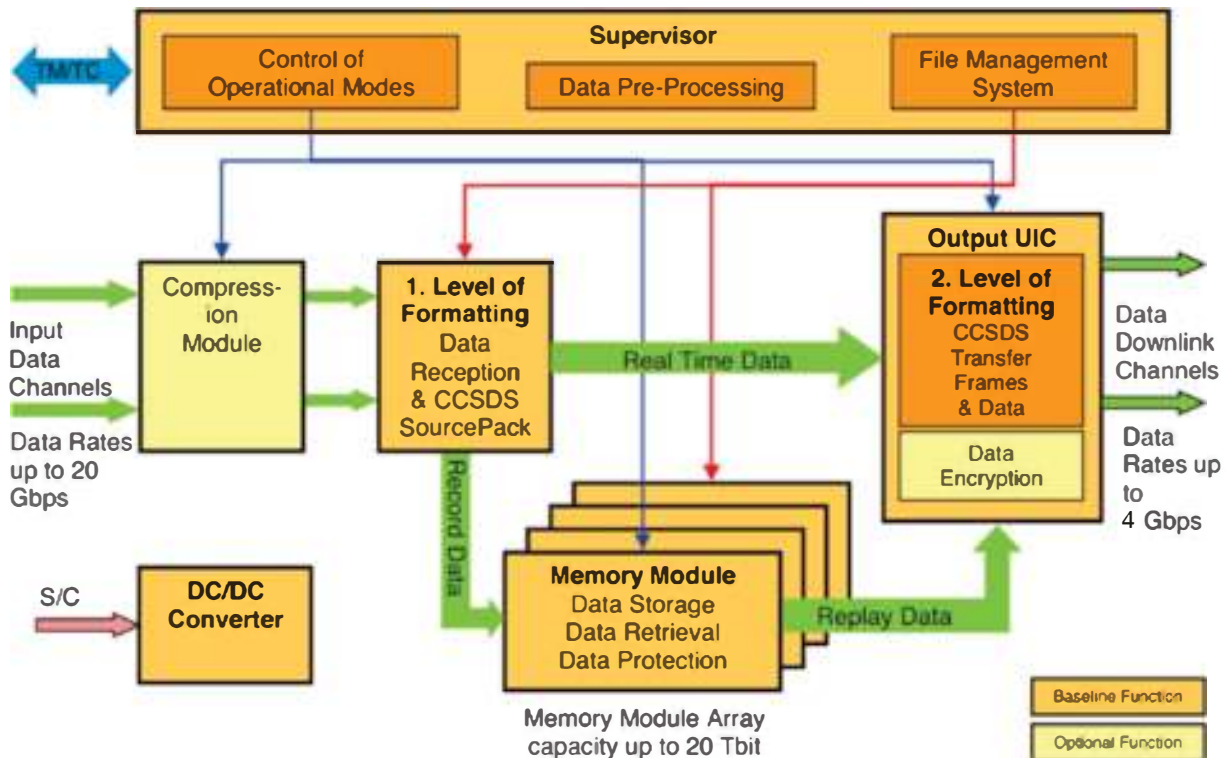 Supervisor
TM/TC
Control of
Operational Modes
Data Pre-Processing
File Management
System
Input
Data
Channels
Data Rates
up to 20
Gbps
Compress-
ion
Module
1. Level of
Formatting
Data
Reception
& CCSDS
SourcePack
Real Time Data
Record Data
Output UIC
2. Level of
Formatting
CCSDS
Transfer
Frames
& Data
Data
Encryption
Data
Downlink
Channels
Data
Rates up
to
4 Gbps
S/C
DC/DC
Converter
Memory Module
Data Storage
Data Retrieval
Data Protection
Replay Data
Memory Module Array
capacity up to 20 Tbit
Baseline Function
Optional Function